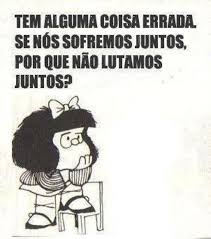 TEM ALGUMA COISA ERRADA.
SE NÓS SOFREMOS JUNTOS,
POR QUE NÃO LUTAMOS
JUNTOS?